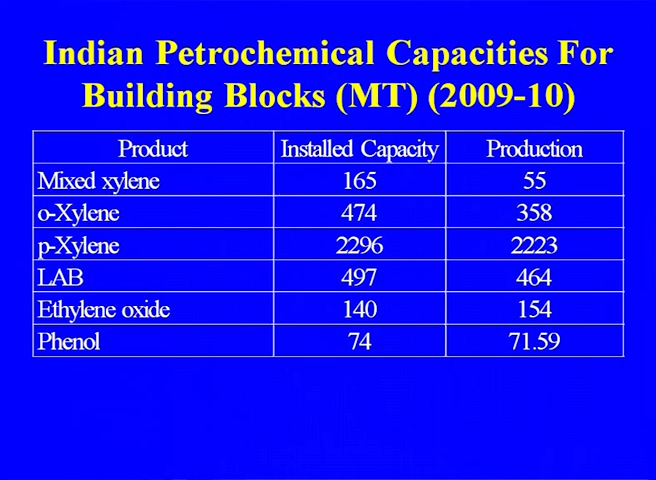 Indian Petrochemical Capacities For
Building Blocks (MT) (2009-10)
Product Installed Capacity Production
Mixed xylene 165 55
o-Xylene 474 358
p-Xylene 2296 2223
LAB 497 464
Ethylene oxide 140 154
Phenol 74 71.59